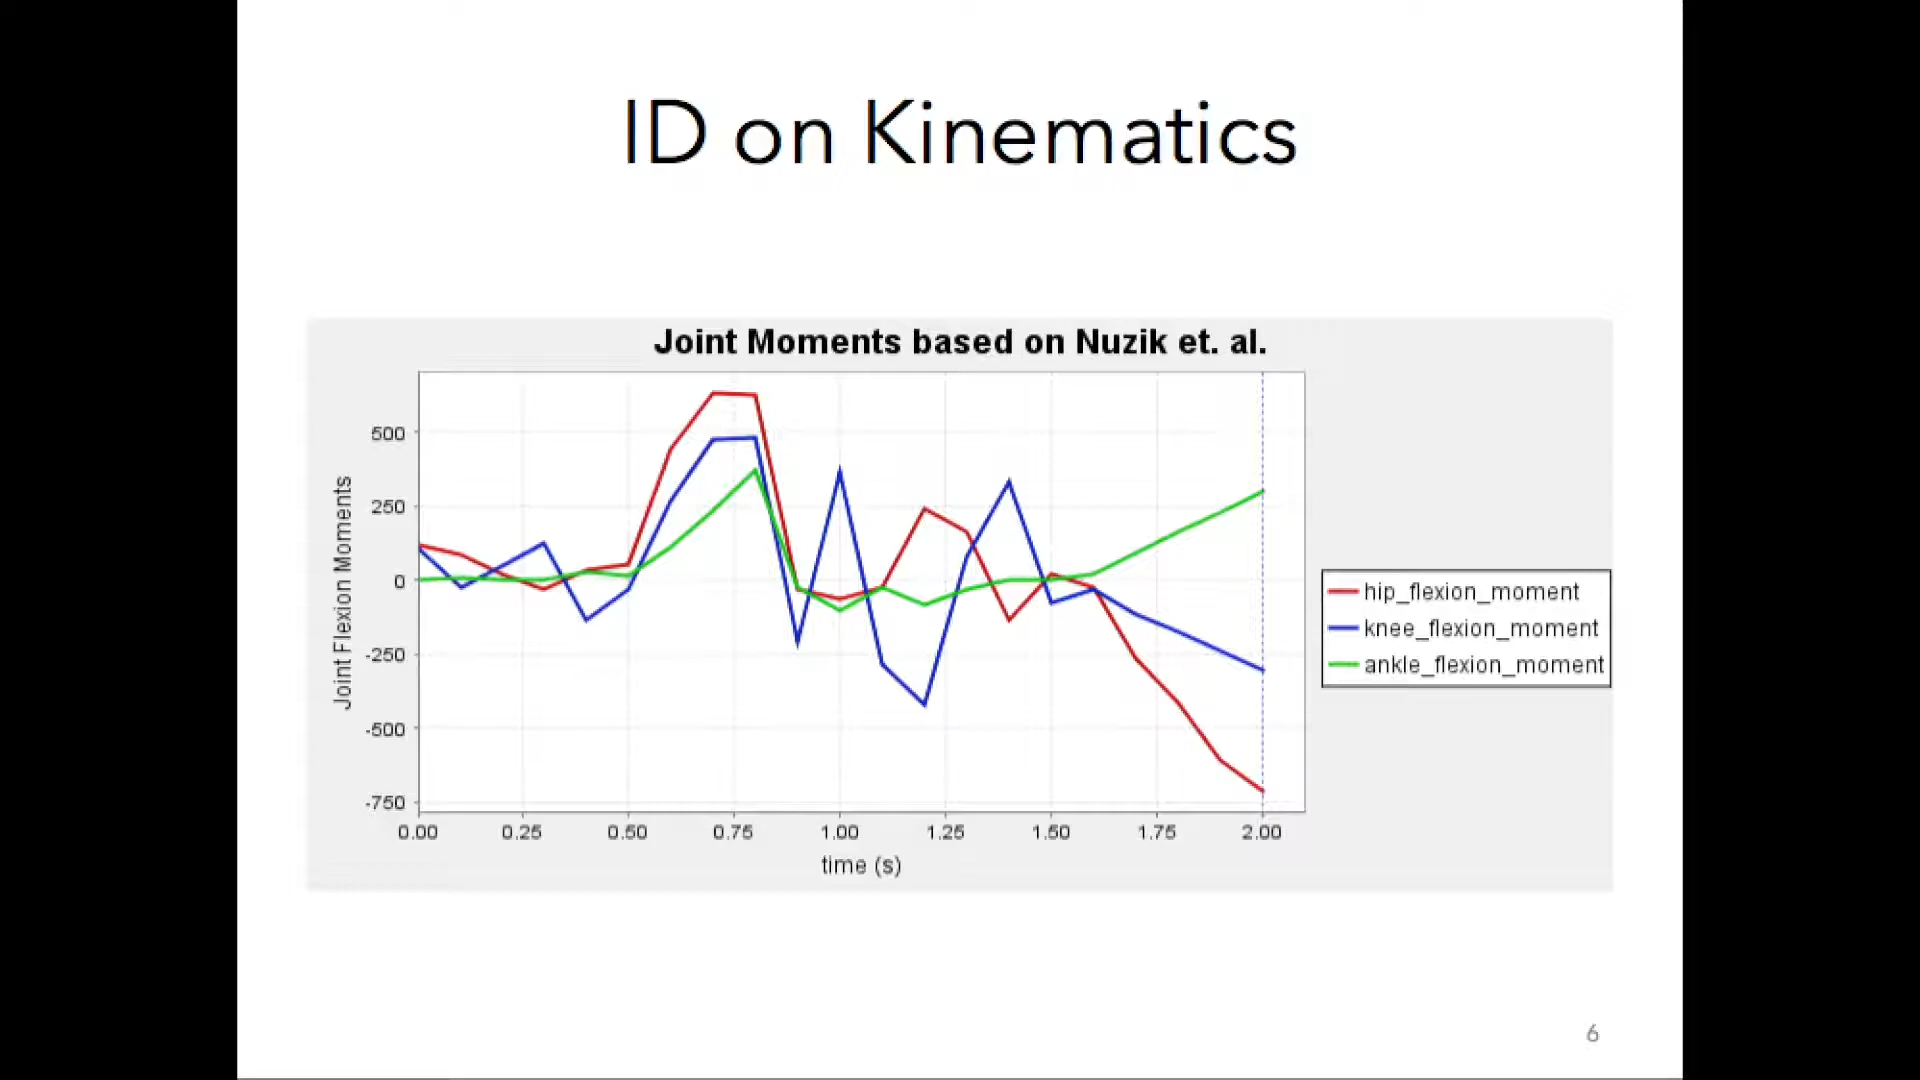 ID on Kinematics
Joint Moments based on Nuzik et. al.
Joint Flexion Moments
500
250
0
-250
-500
-750
0.00 0.25 0.50 0.75 1.00 1.25 1.50 1.75 2.00
time (s)
hip_flexion_moment
knee_flexion_moment
ankle_flexion_moment
6